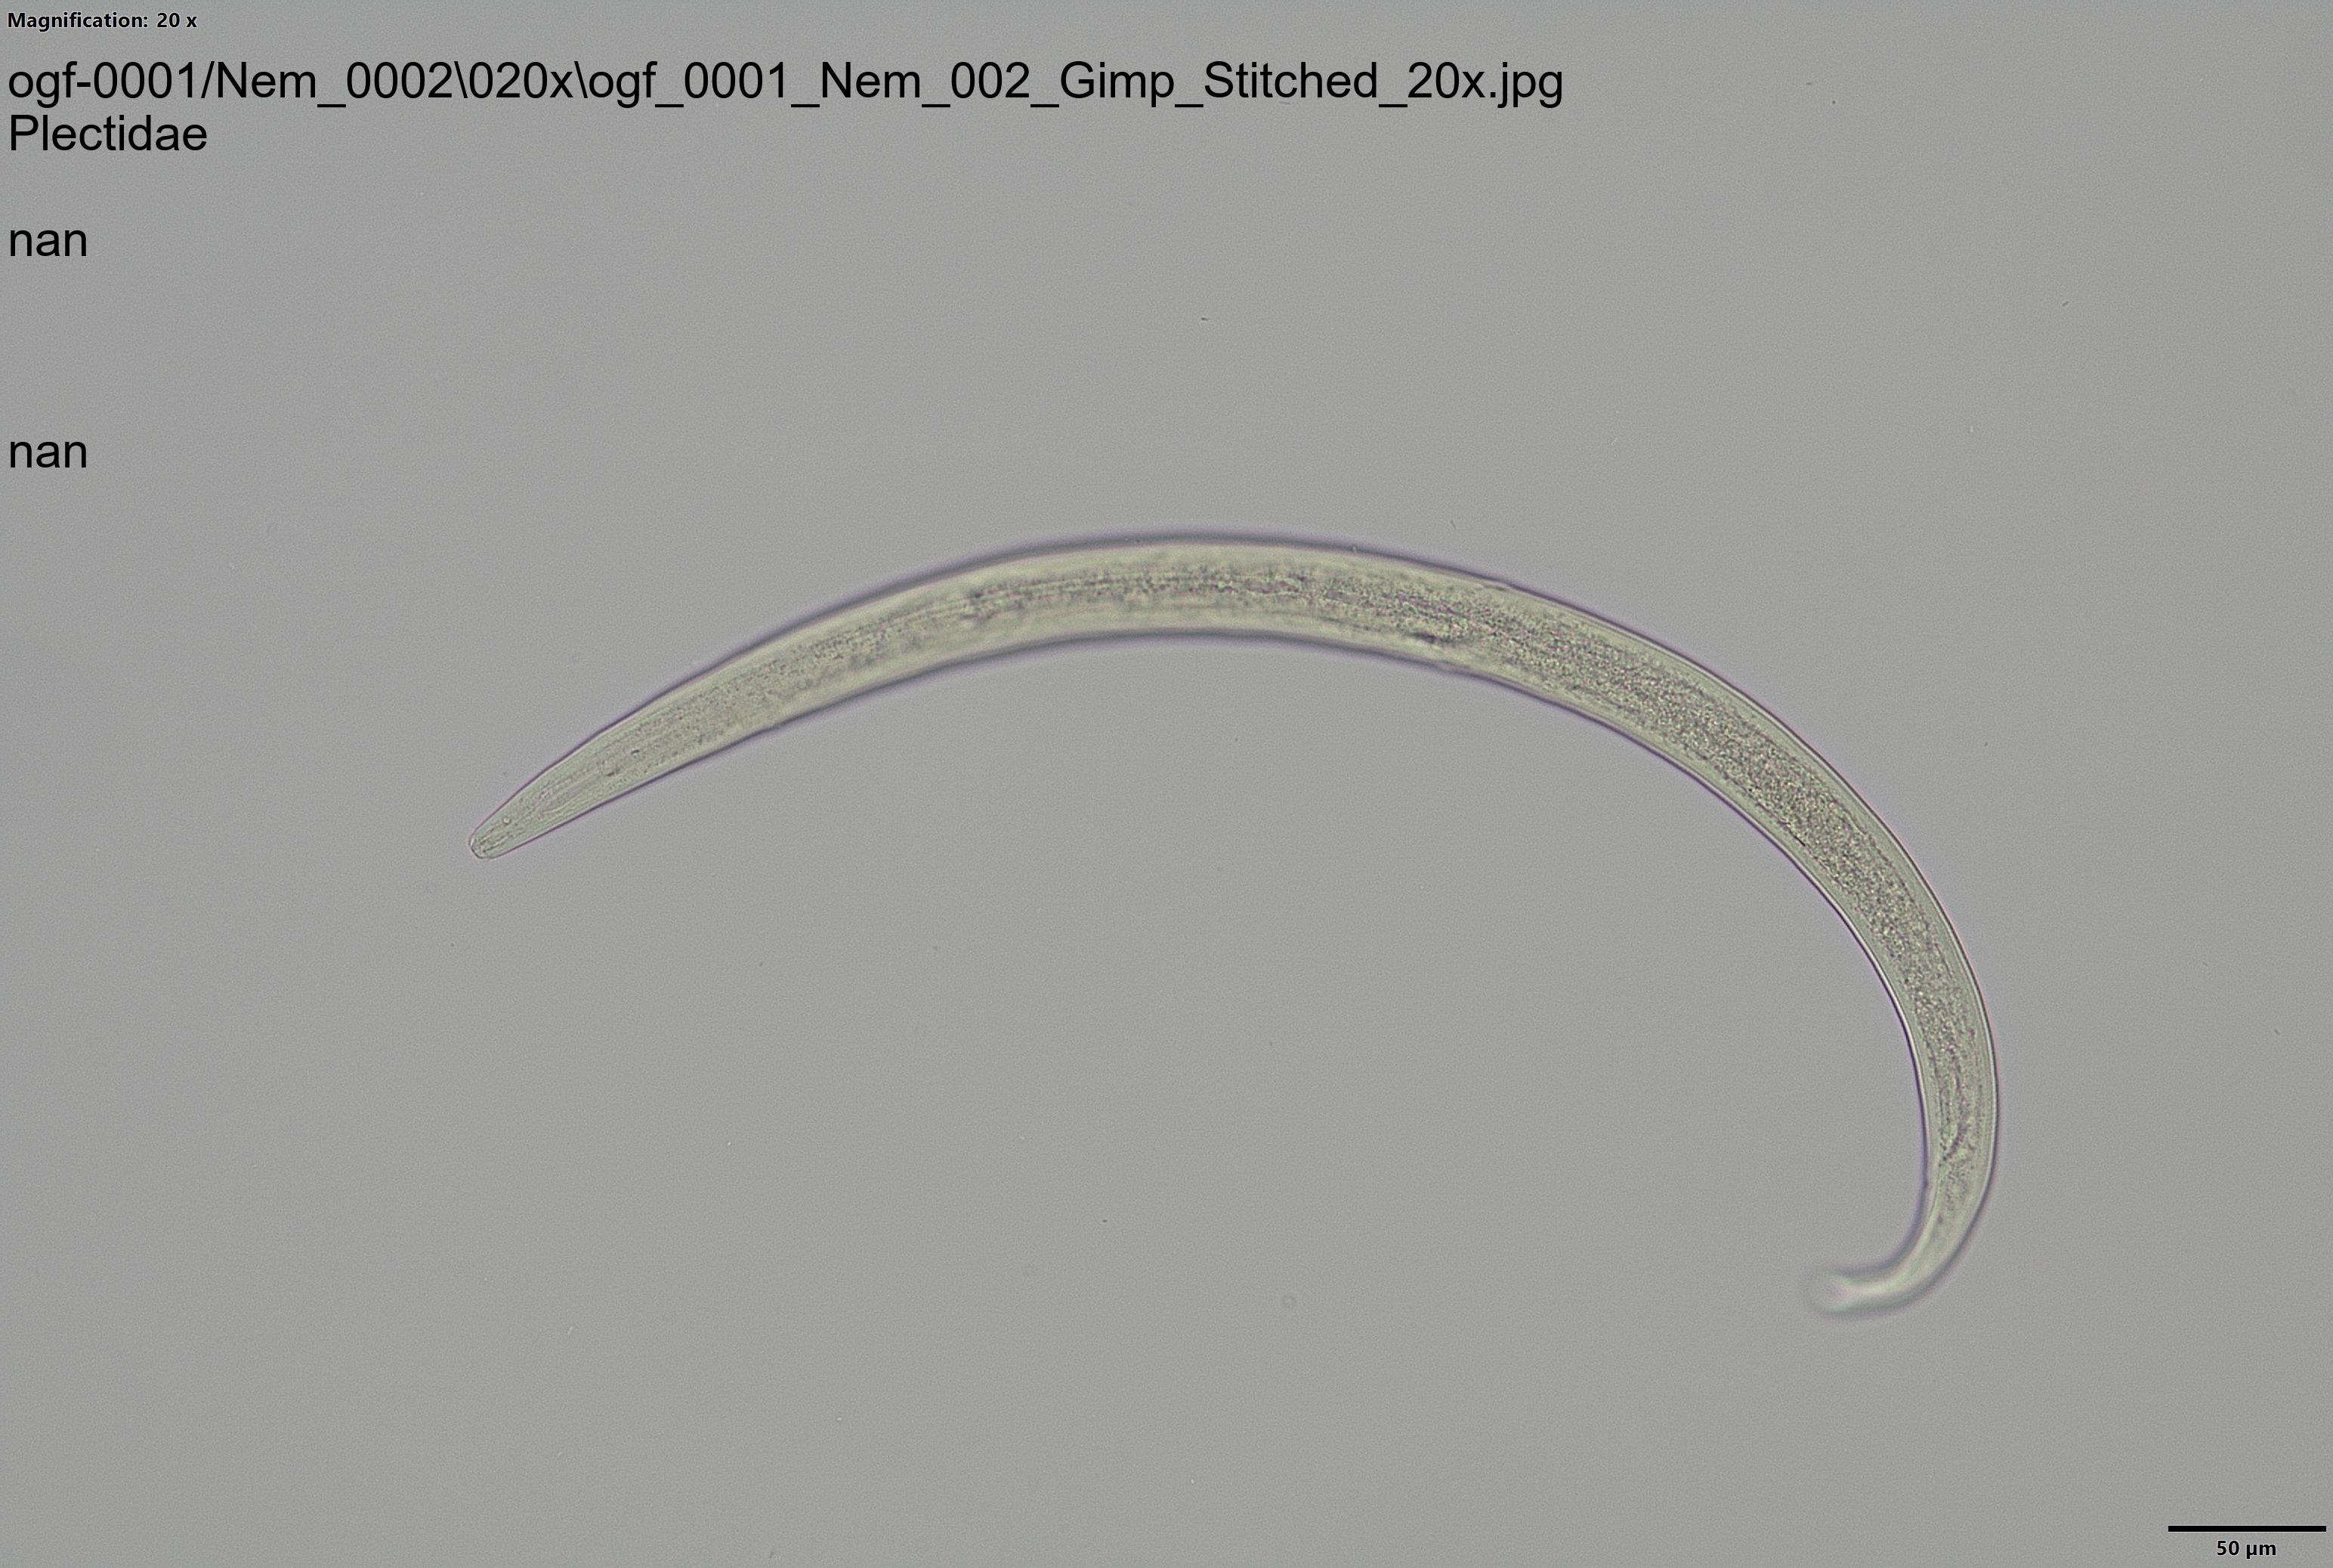 Magnification: 20 x
ogf-0001/Nem_0002\020x\ogf_0001_Nem_002_Gimp_Stitched_20x.jpg
Plectidae
nan
nan
50 µm